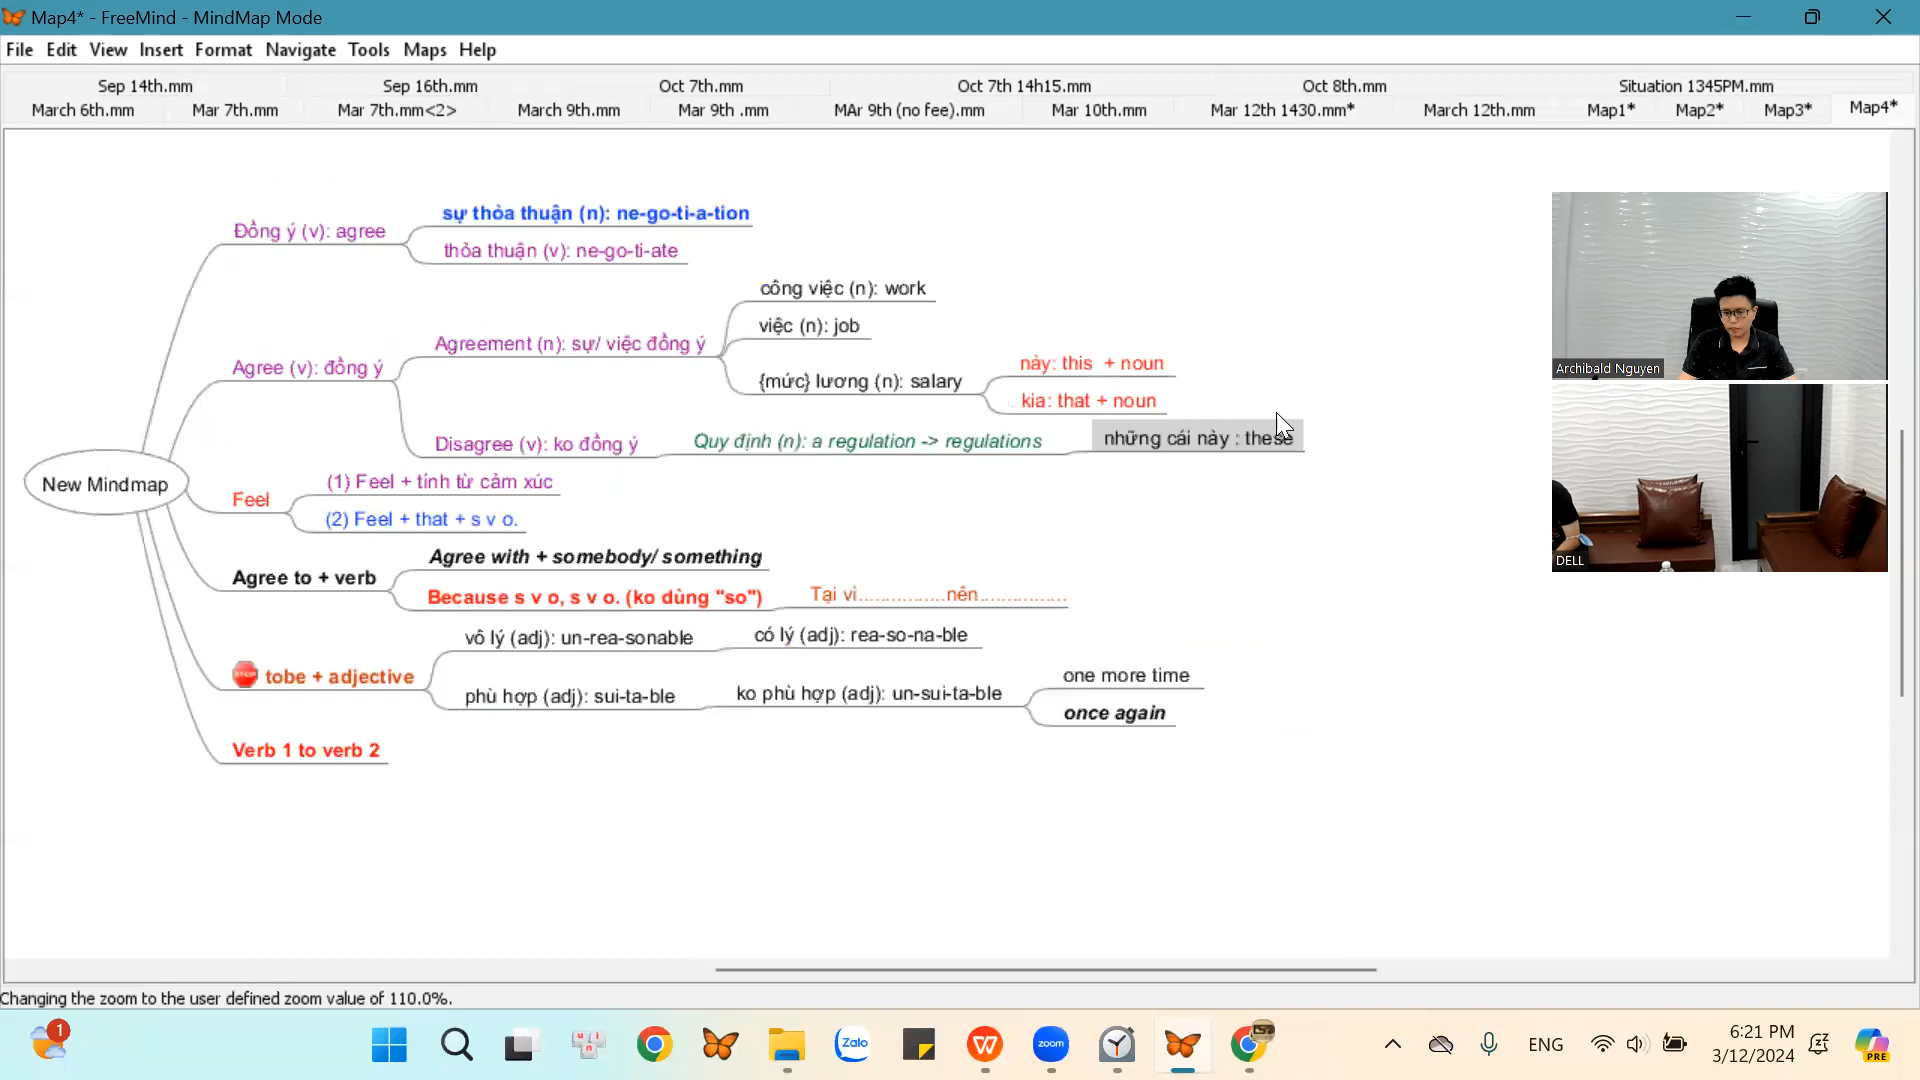 Map4* - FreeMind - MindMap Mode
File Edit View Insert Format Navigate Tools Maps Help
Sep 14th.mm Sep 16th.mm Oct 7th.mm Oct 7th 14h15.mm Oct 8th.mm Situation 1345PM.mm
March 6th.mm Mar 7th.mm Mar 7th.mm<2> March 9th.mm Mar 9th .mm MAr 9th (no fee).mm Mar 10th.mm Mar 12th 1430.mm* March 12th.mm Map1* Map2* Map3* Map4*
New Mindmap
Đồng ý (v): agree
sự thỏa thuận (n): ne-go-ti-a-tion
thỏa thuận (v): ne-go-ti-ate
Agree (v): đồng ý
Agreement (n): sự/ việc đồng ý
công việc (n): work
việc (n): job
{mức} lương (n): salary
này: this + noun
kia: that + noun
Disagree (v): ko đồng ý
Quy định (n): a regulation -> regulations
những cái này : these
Feel
(1) Feel + tính từ cảm xúc
(2) Feel + that + s v o.
Agree to + verb
Agree with + somebody/ something
Because s v o, s v o. (ko dùng "so")
Tại vì................nên................
tobe + adjective
vô lý (adj): un-rea-sonable
có lý (adj): rea-so-na-ble
phù hợp (adj): sui-ta-ble
ko phù hợp (adj): un-sui-ta-ble
one more time
once again
Verb 1 to verb 2
Archibald Nguyen
DELL
Changing the zoom to the user defined zoom value of 110.0%.
1
Zalo
zoom
ENG
6:21 PM
3/12/2024
PRE